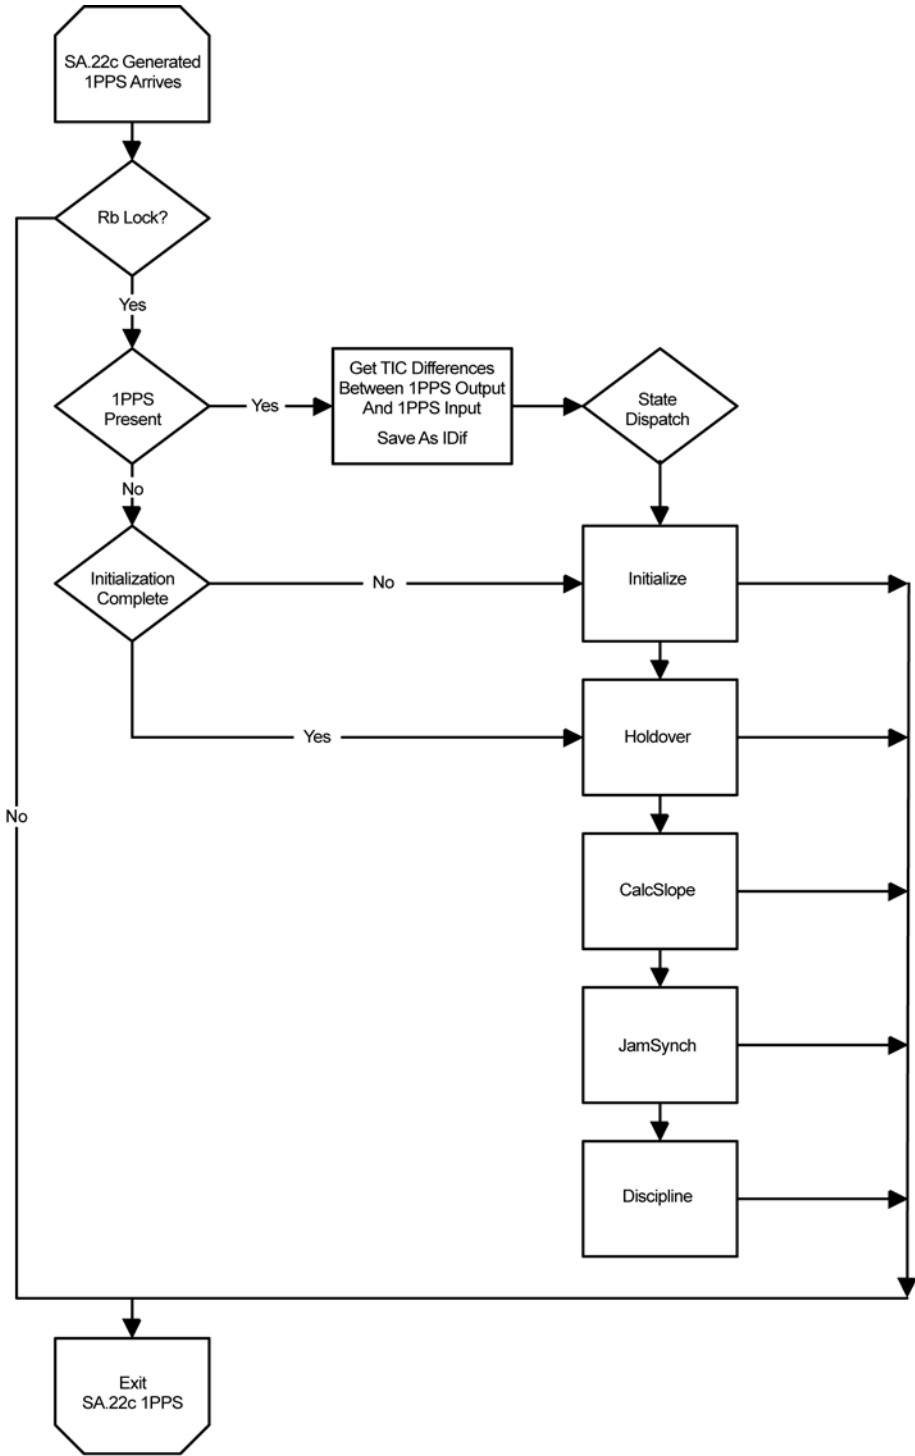 SA.22c Generated
1PPS Arrives
Rb Lock?
Yes
1PPS
Present
Yes
Get TIC Differences
Between 1PPS Output
And 1PPS Input
Save As IDif
State
Dispatch
No
Initialization
Complete
No
Initialize
Yes
Holdover
No
CalcSlope
JamSynch
Discipline
Exit
SA.22c 1PPS